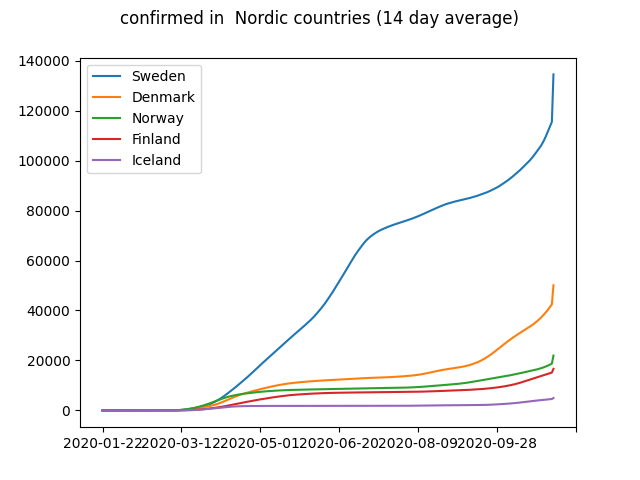 confirmed in  Nordic countries (14 day average)
140000
120000
100000
80000
60000
40000
20000
0
Sweden
Denmark
Norway
Finland
Iceland
2020-01-22 2020-03-12 2020-05-01 2020-06-20 2020-08-09 2020-09-28